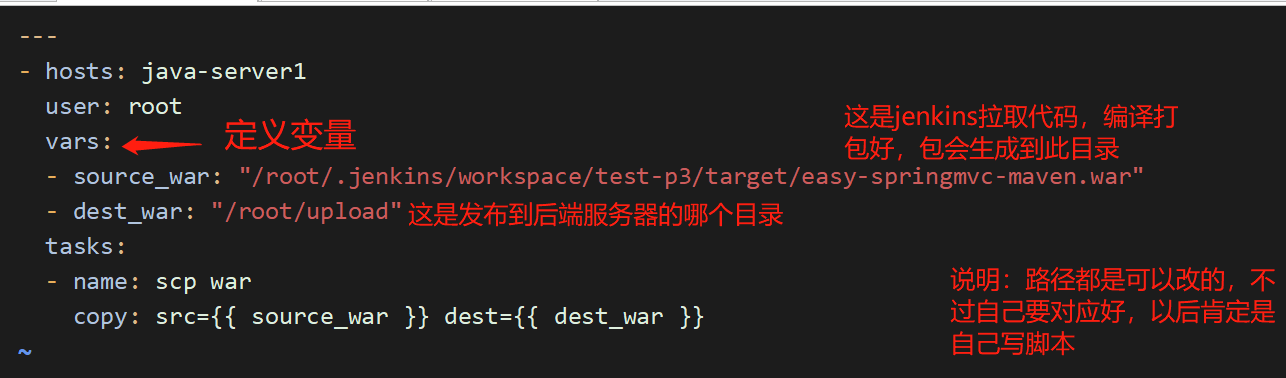 ---
- hosts: java-server1
user: root
vars:
定义变量
这是jenkins拉取代码，编译打
包好，包会生成到此目录
- source_war: "/root/.jenkins/workspace/test-p3/target/easy-springmvc-maven.war"
- dest_war: "/root/upload"
这是发布到后端服务器的哪个目录
tasks:
- name: scp war
copy: src={{ source_war }} dest={{ dest_war }}
说明：路径都是可以改的，不
过自己要对应好，以后肯定是
自己写脚本
~